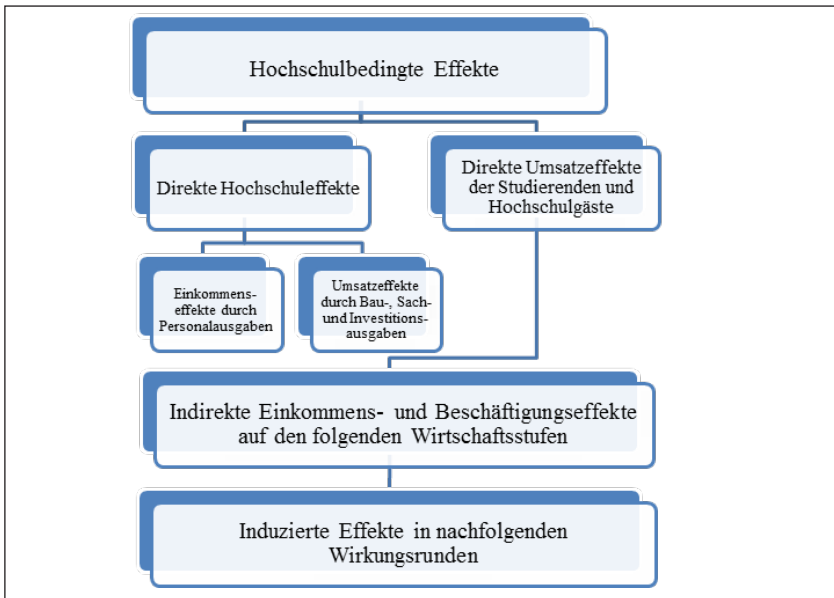 Hochschulbedingte Effekte
Direkte Hochschuleffekte
Direkte Umsatzeffekte
der Studierenden und
Hochschulgäste
Einkommens-
effekte durch
Personalausgaben
Umsatzeffekte
durch Bau-, Sach-
und Investitions-
ausgaben
Indirekte Einkommens- und Beschäftigungseffekte
auf den folgenden Wirtschaftsstufen
Induzierte Effekte in nachfolgenden
Wirkungsrunden